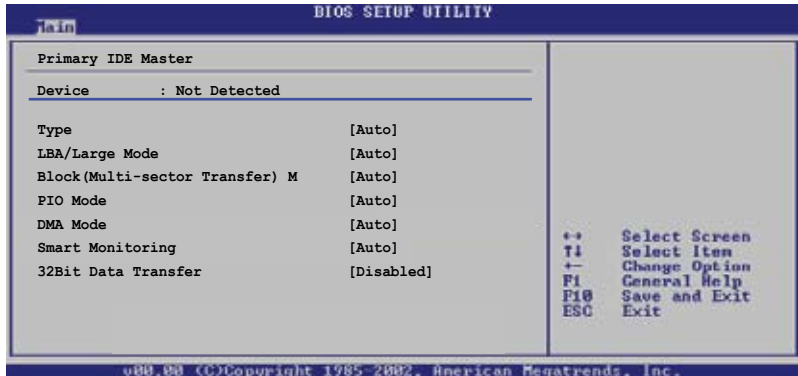 BIOS SETUP UTILITY
Main
Primary IDE Master
Device : Not Detected
Type [Auto]
LBA/Large Mode [Auto]
Block(Multi-sector Transfer) M [Auto]
PIO Mode [Auto]
DMA Mode [Auto]
Smart Monitoring [Auto]
32Bit Data Transfer [Disabled]
↔ Select Screen
↑↓ Select Item
+- Change Option
F1 General Help
F10 Save and Exit
ESC Exit
v00.00 (C)Copyright 1985-2002, American Megatrends, Inc.